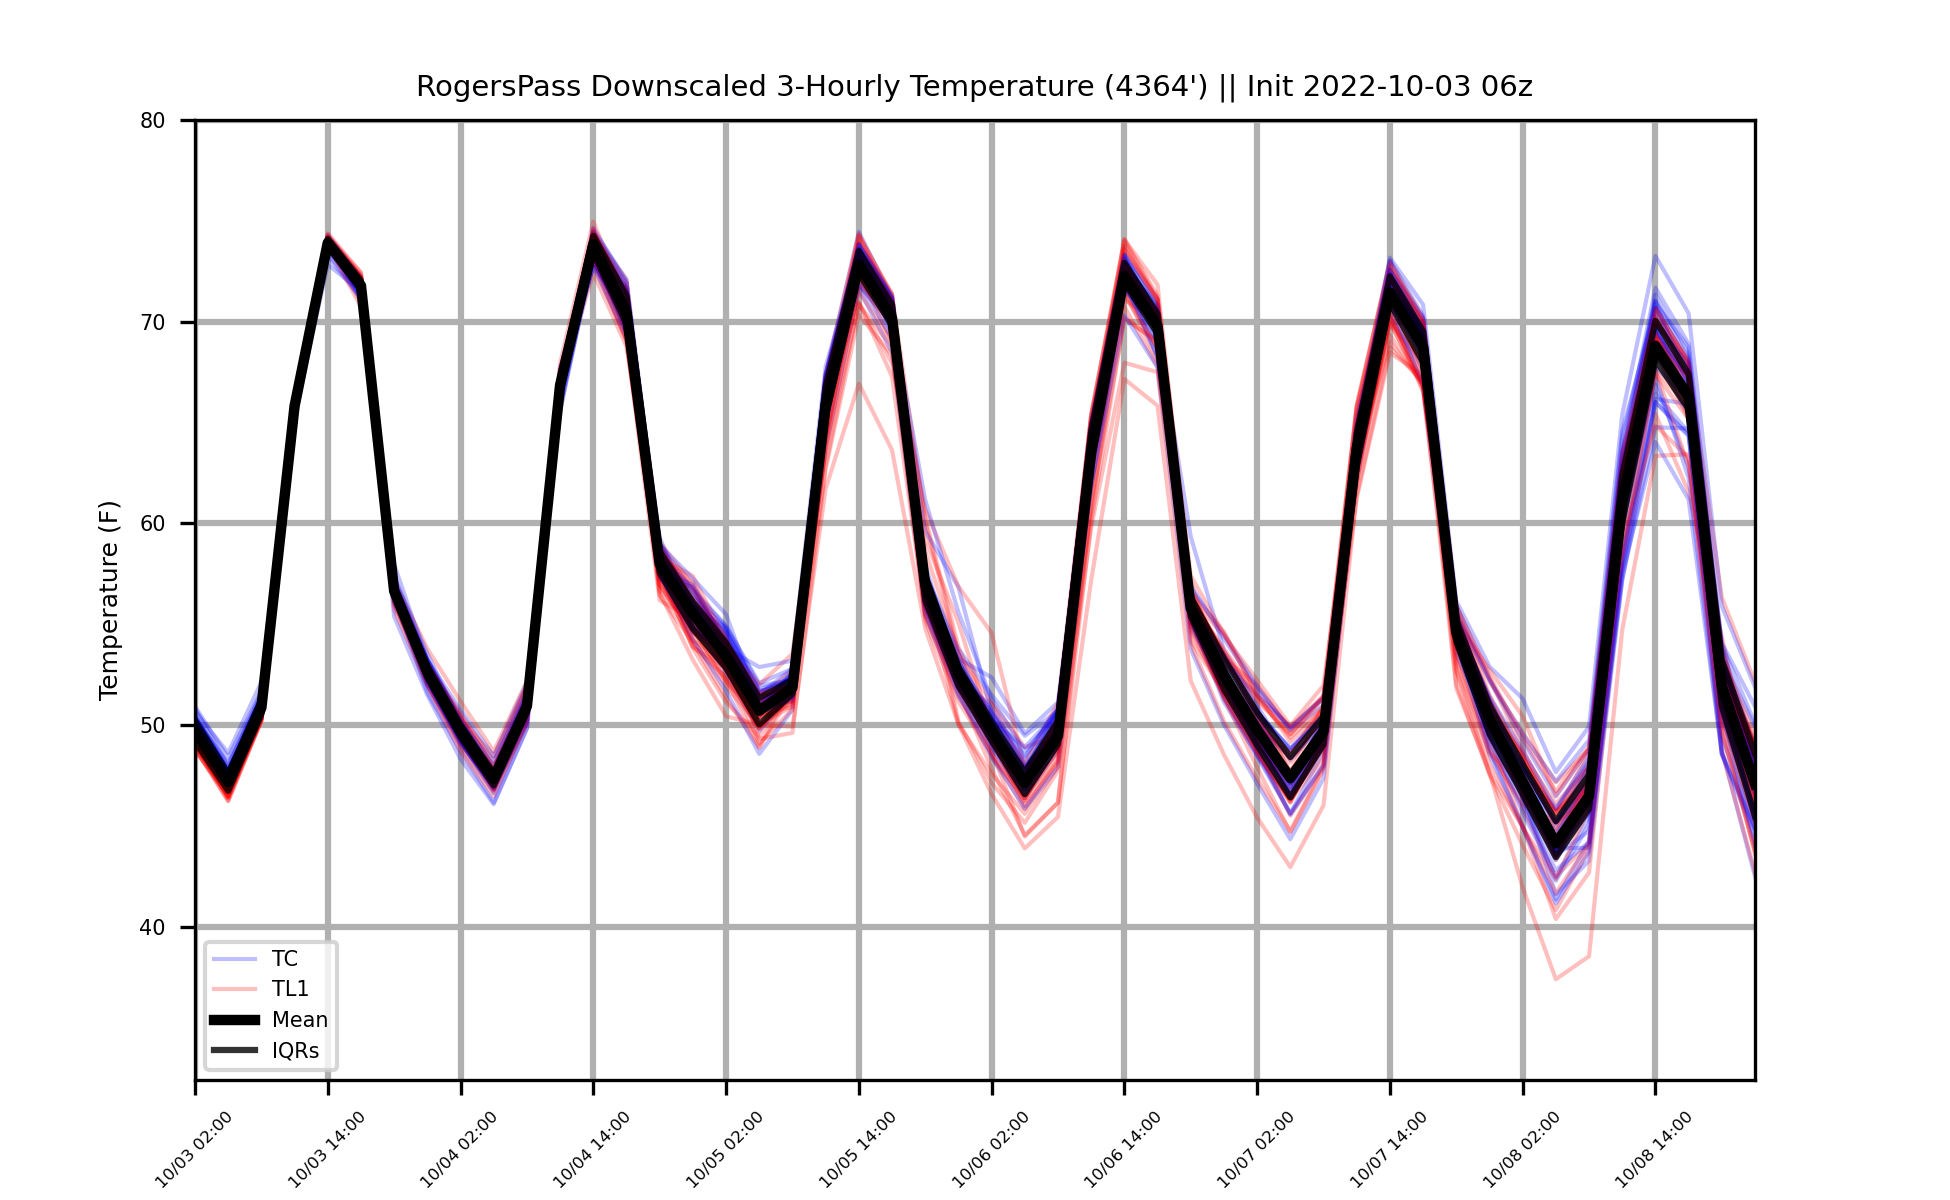 RogersPass Downscaled 3-Hourly Temperature (4364') || Init 2022-10-03 06z
Temperature (F)
80
70
60
50
40
TC
TL1
Mean
IQRs
10/03 02:00
10/03 14:00
10/04 02:00
10/04 14:00
10/05 02:00
10/05 14:00
10/06 02:00
10/06 14:00
10/07 02:00
10/07 14:00
10/08 02:00
10/08 14:00